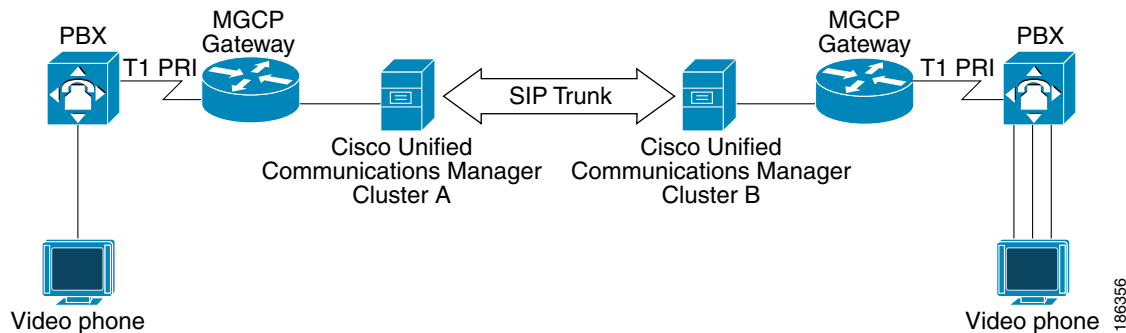 PBX
T1 PRI
MGCP
Gateway
SIP Trunk
Cisco Unified
Communications Manager
Cluster A
Cisco Unified
Communications Manager
Cluster B
MGCP
Gateway
T1 PRI
PBX
Video phone
Video phone
186356